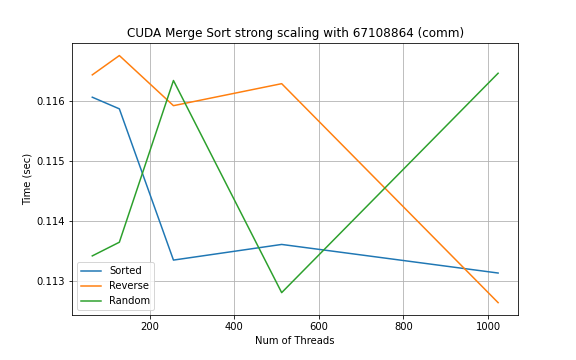 CUDA Merge Sort strong scaling with 67108864 (comm)
Time (sec)
0.116
0.115
0.114
0.113
Sorted
Reverse
Random
200
400
600
800
1000
Num of Threads